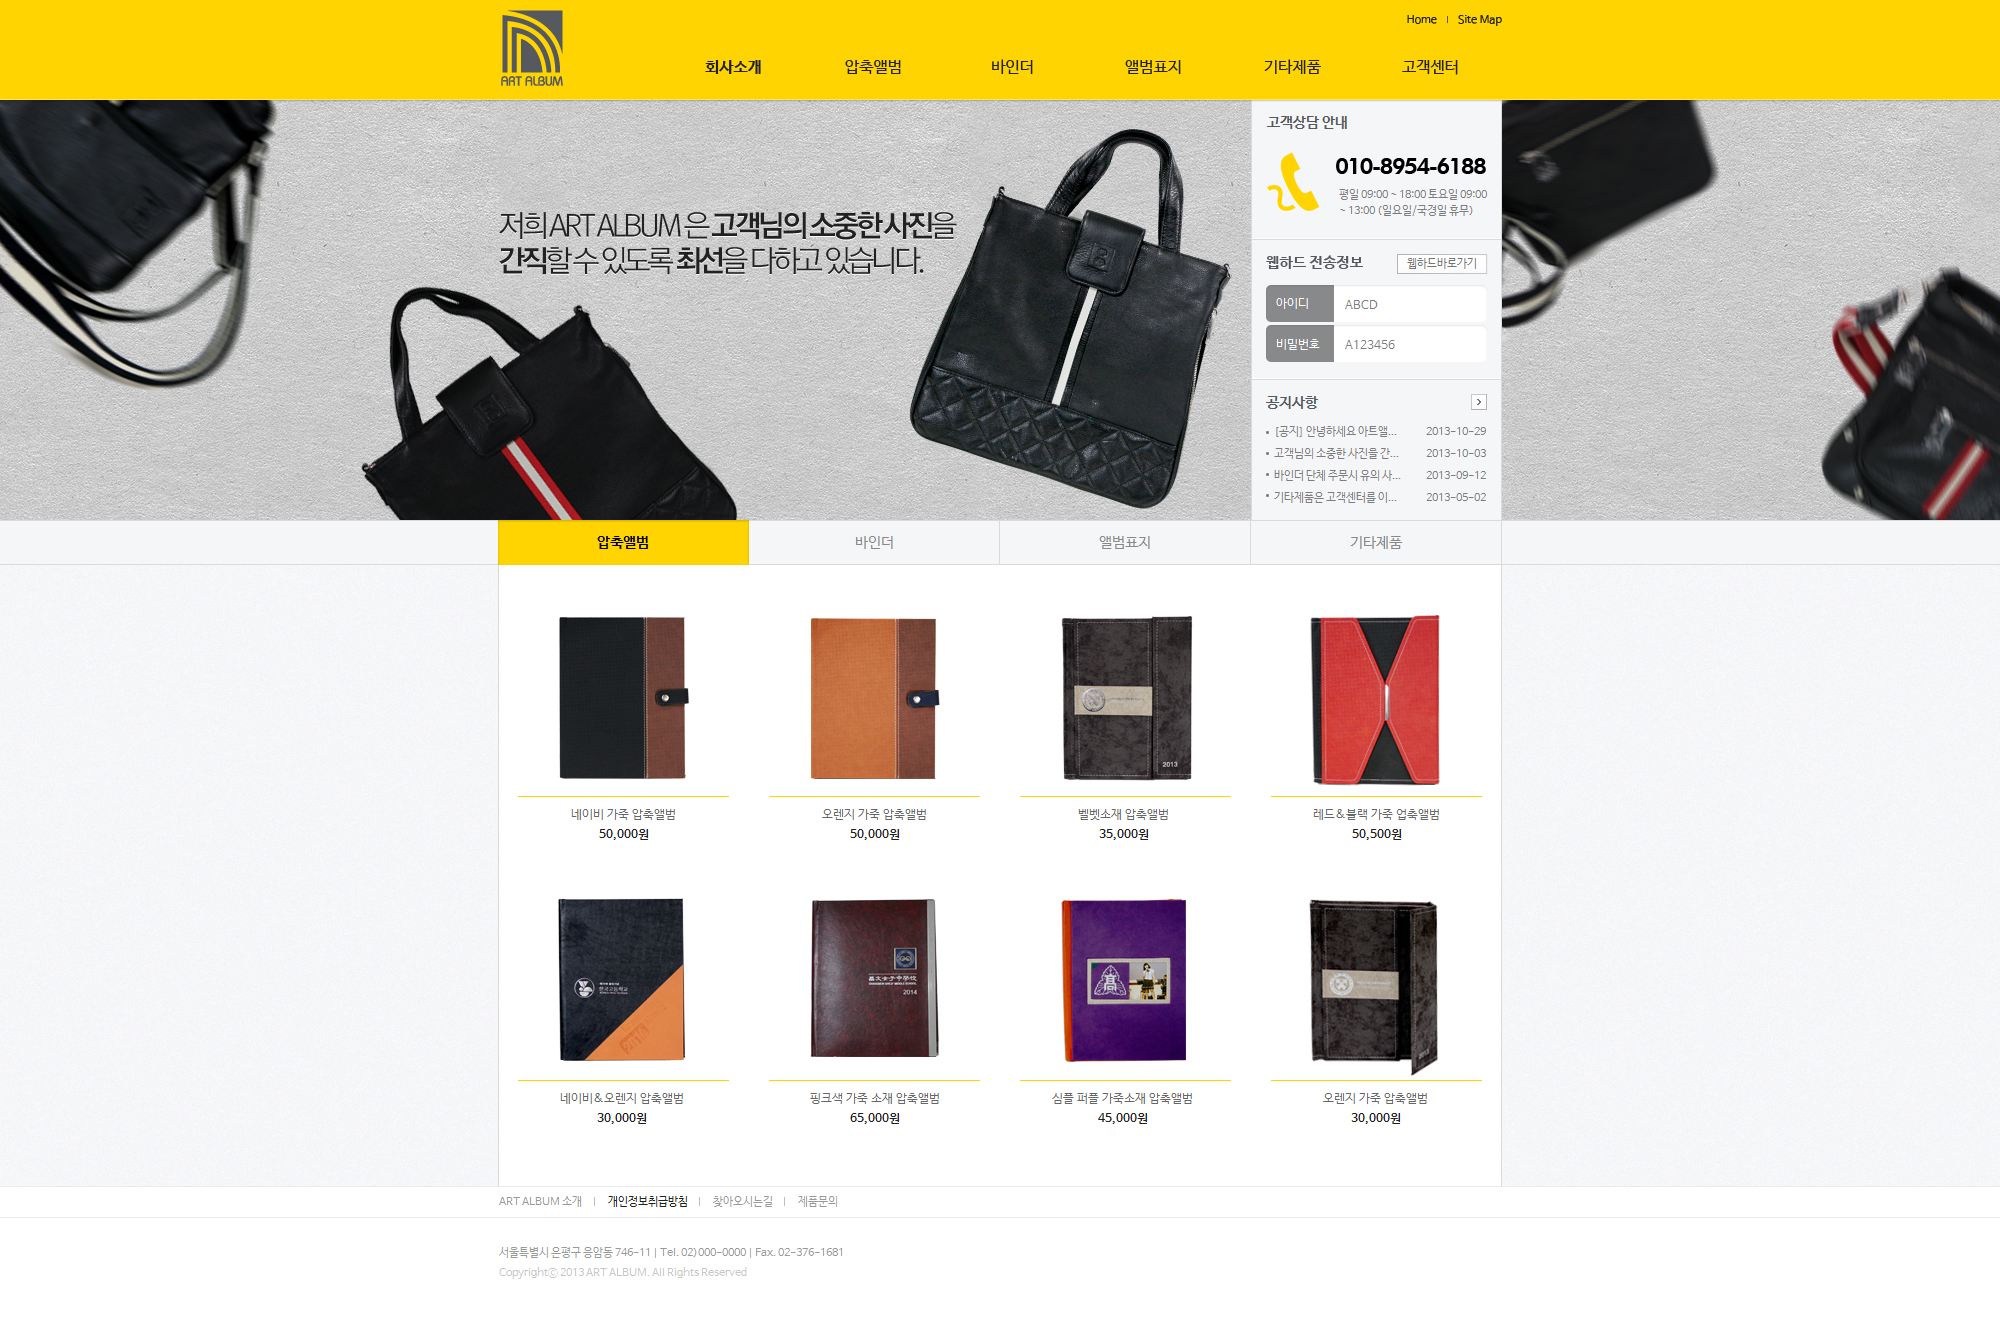 ART ALBUM
Home
Site Map
회사소개
압축앨범
바인더
앨범표지
기타제품
고객센터
저희 ART ALBUM 은 고객님의 소중한 사진을
간직할 수 있도록 최선을 다하고 있습니다.
고객상담 안내
010-8954-6188
평일 09:00 ~ 18:00 토요일 09:00
~ 13:00 (일요일/국경일 휴무)
웹하드 전송정보
웹하드바로가기
아이디
ABCD
비밀번호
A123456
공지사항
[공지] 안녕하세요 아트앨... 2013-10-29
고객님의 소중한 사진을 간... 2013-10-03
바인더 단체 주문시 유의 사... 2013-09-12
기타제품은 고객센터를 이... 2013-05-02
압축앨범
바인더
앨범표지
기타제품
2013
네이비 가죽 압축앨범
50,000원
오렌지 가죽 압축앨범
50,000원
벨벳소재 압축앨범
35,000원
레드&블랙 가죽 업축앨범
50,500원
한국고등학교
昌文女子中學校
2014
高
네이비&오렌지 압축앨범
30,000원
핑크색 가죽 소재 압축앨범
65,000원
심플 퍼플 가죽소재 압축앨범
45,000원
오렌지 가죽 압축앨범
30,000원
ART ALBUM 소개
개인정보취급방침
찾아오시는길
제품문의
서울특별시 은평구 응암동 746-11 | Tel. 02)000-0000 | Fax. 02-376-1681
Copyrightⓒ 2013 ART ALBUM. All Rights Reserved